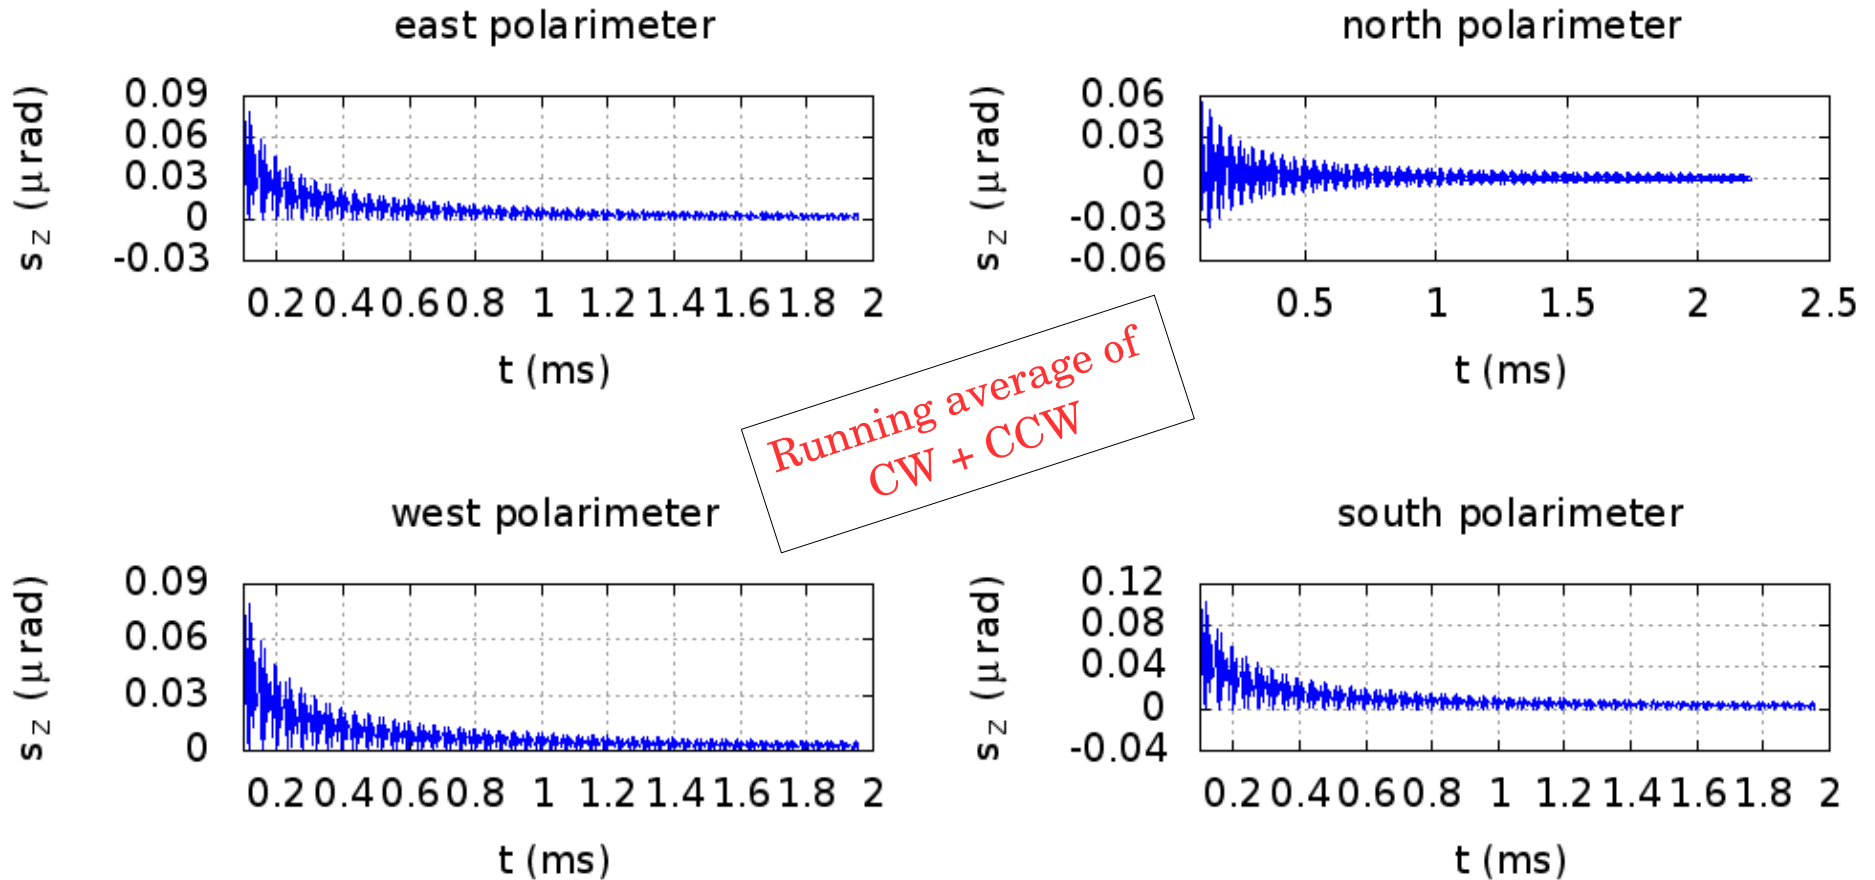 east polarimeter
s z (μrad)
0.09
0.06
0.03
0
-0.03
0.2 0.4 0.6 0.8 1 1.2 1.4 1.6 1.8 2
t (ms)
north polarimeter
s z (μrad)
0.06
0.03
0
-0.03
-0.06
0.5 1 1.5 2 2.5
t (ms)
Running average of
CW + CCW
west polarimeter
s z (μrad)
0.09
0.06
0.03
0
0.2 0.4 0.6 0.8 1 1.2 1.4 1.6 1.8 2
t (ms)
south polarimeter
s z (μrad)
0.12
0.08
0.04
0
-0.04
0.2 0.4 0.6 0.8 1 1.2 1.4 1.6 1.8 2
t (ms)